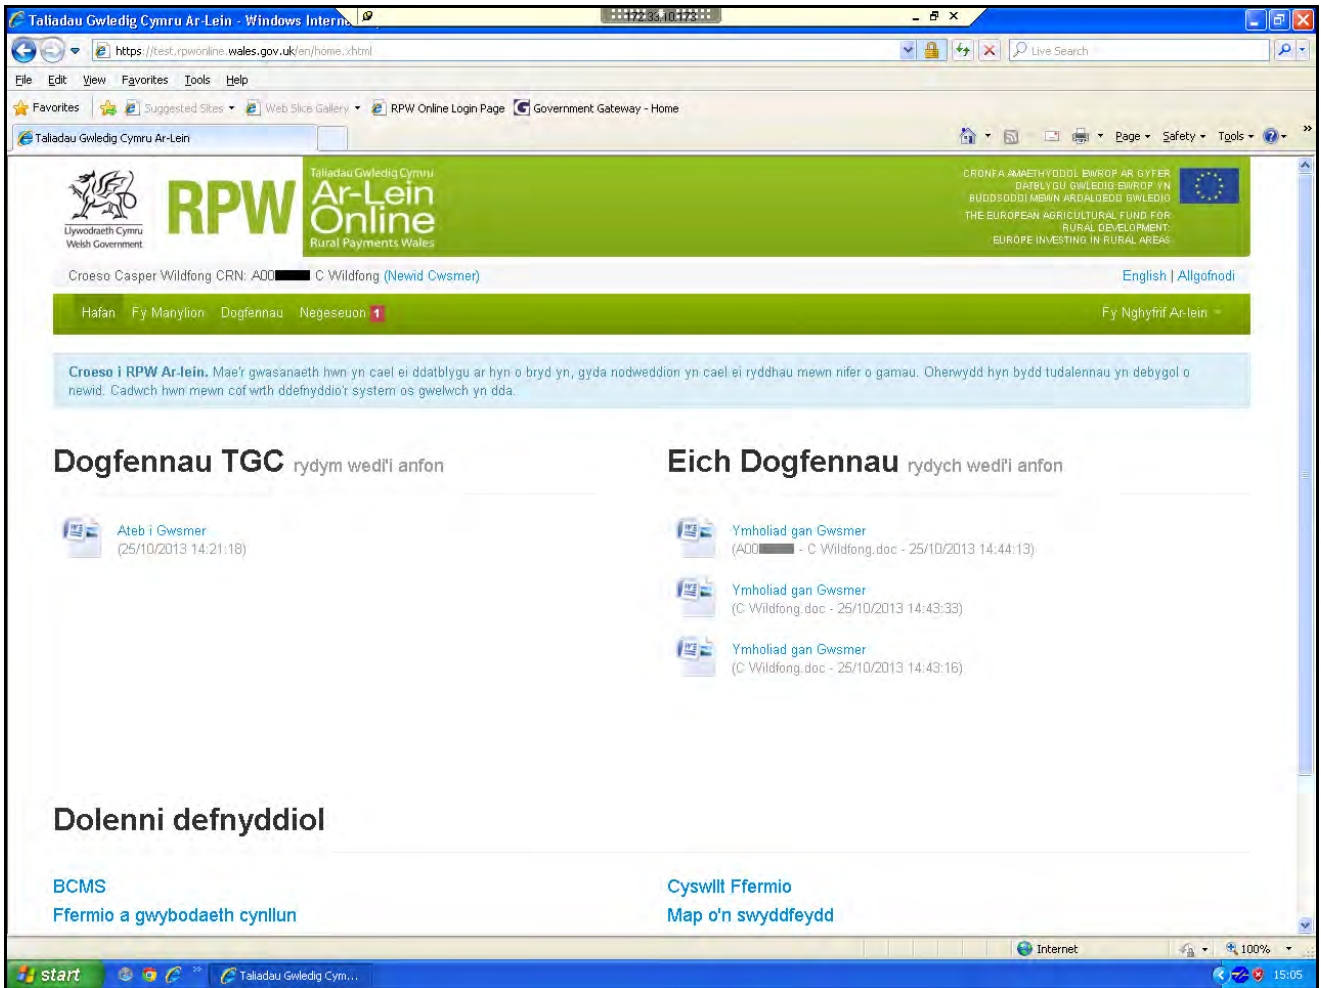 Taliadau Gwledig Cymru Ar-Lein - Windows Intern
172.33.10.173
https://test.rpwonline.wales.gov.uk/en/home.xhtml
Live Search
File Edit View Favorites Tools Help
Favorites Suggested Sites Web Slice Gallery RPW Online Login Page Government Gateway - Home
Taliadau Gwledig Cymru Ar-Lein
Page Safety Tools
Llywodraeth Cymru
Welsh Government
RPW
Taliadau Gwledig Cymru
Ar-Lein
Online
Rural Payments Wales
CRONFA AMAETHYDDOL EWROP AR GYFER
DATBLYGU GWLEDIG EWROP YN
BUDDSODDI MEWN ARDALOEDD GWLEDIG
THE EUROPEAN AGRICULTURAL FUND FOR
RURAL DEVELOPMENT:
EUROPE INVESTING IN RURAL AREAS
Croeso Casper Wildfong CRN: A00 C Wildfong (Newid Cwsmer)
English | Allgofnodi
Hafan Fy Manylion Dogfennau Negeseuon 1
Fy Nghyfrif Ar-lein
Croeso i RPW Ar-lein. Mae'r gwasanaeth hwn yn cael ei ddatblygu ar hyn o bryd yn, gyda nodweddion yn cael ei ryddhau mewn nifer o gamau. Oherwydd hyn bydd tudalennau yn debygol o
newid. Cadwch hwn mewn cof wrth ddefnyddio'r system os gwelwch yn dda.
Dogfennau TGC rydym wedi'i anfon
Ateb i Gwsmer
(25/10/2013 14:21:18)
Eich Dogfennau rydych wedi'i anfon
Ymholiad gan Gwsmer
(A00 - C Wildfong.doc - 25/10/2013 14:44:13)
Ymholiad gan Gwsmer
(C Wildfong.doc - 25/10/2013 14:43:33)
Ymholiad gan Gwsmer
(C Wildfong.doc - 25/10/2013 14:43:16)
Dolenni defnyddiol
BCMS
Ffermio a gwybodaeth cynllun
Cyswllt Ffermio
Map o'n swyddfeydd
Internet
100%
start
Taliadau Gwledig Cym...
15:05